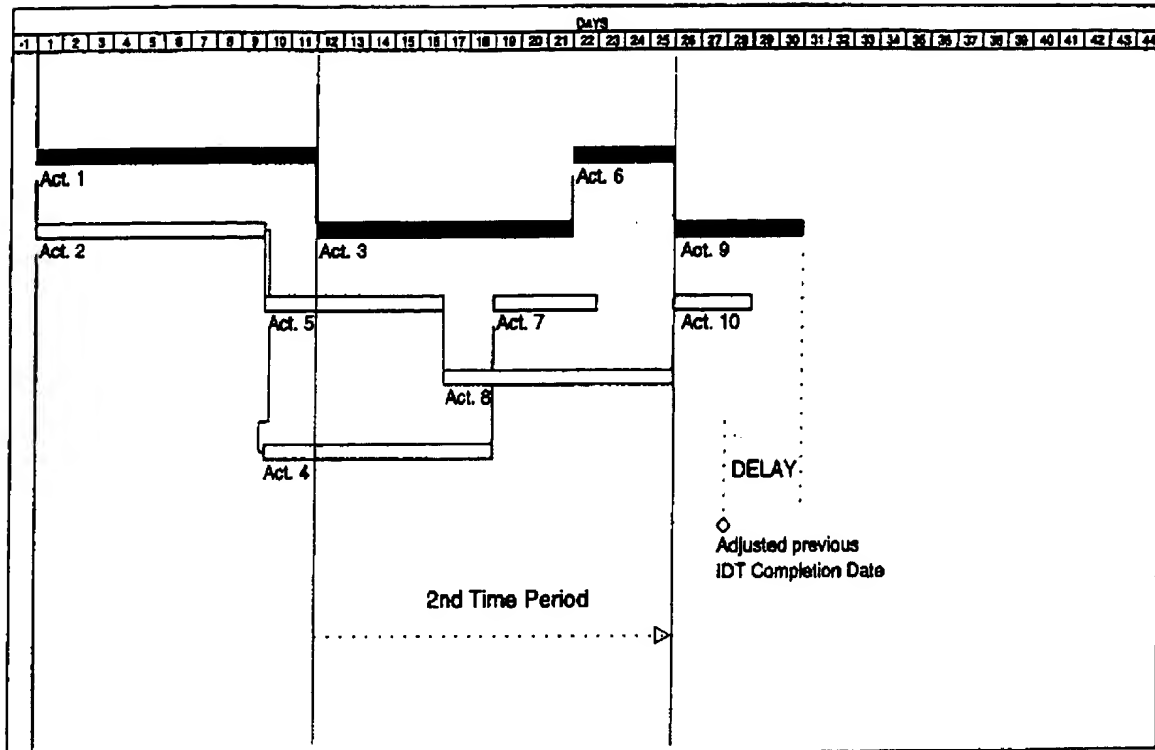 DAYS
-1 1 2 3 4 5 6 7 8 9 10 11 12 13 14 15 16 17 18 19 20 21 22 23 24 25 26 27 28 29 30 31 32 33 34 35 36 37 38 39 40 41 42 43 44
Act. 1
Act. 6
Act. 2
Act. 3
Act. 9
Act. 5
Act. 7
Act. 10
Act. 8
Act. 4
DELAY
Adjusted previous
IDT Completion Date
2nd Time Period